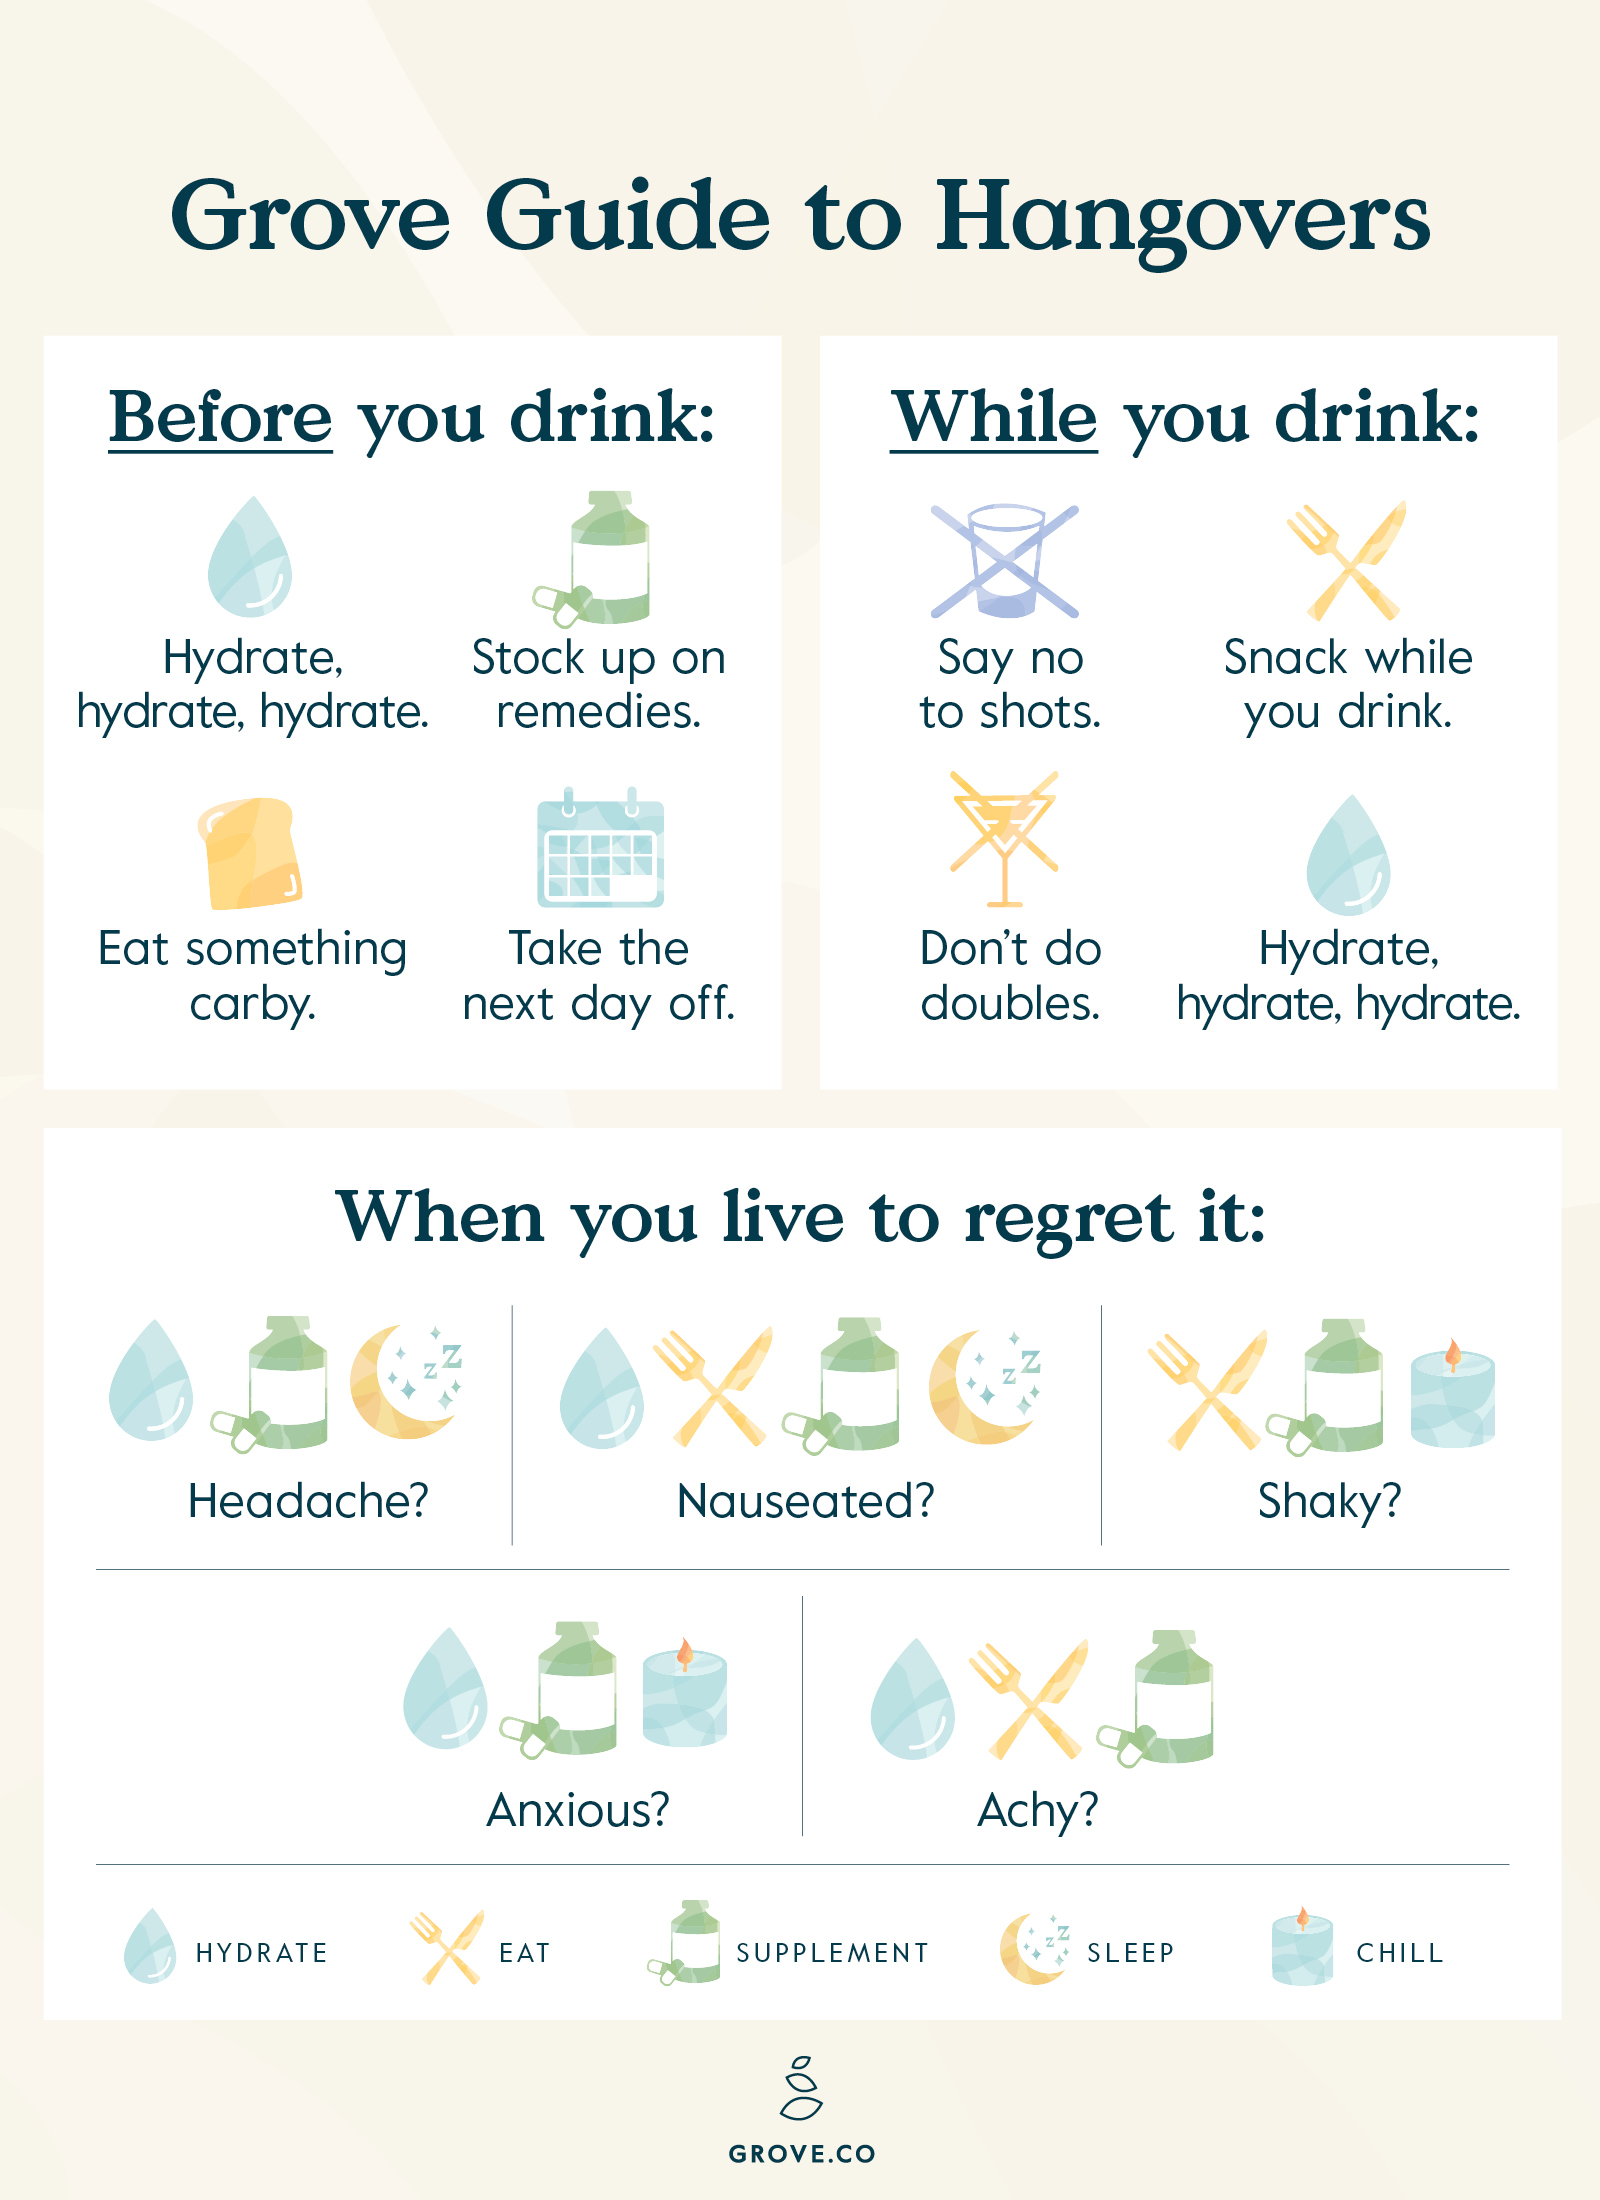 Grove Guide to Hangovers
Before you drink:
Hydrate,
hydrate, hydrate.
Stock up on
remedies.
Eat something
carby.
Take the
next day off.
While you drink:
Say no
to shots.
Snack while
you drink.
Don't do
doubles.
Hydrate,
hydrate, hydrate.
When you live to regret it:
z z
Headache?
z z
Nauseated?
Shaky?
Anxious?
Achy?
HYDRATE
EAT
SUPPLEMENT
z z
SLEEP
CHILL
GROVE.CO